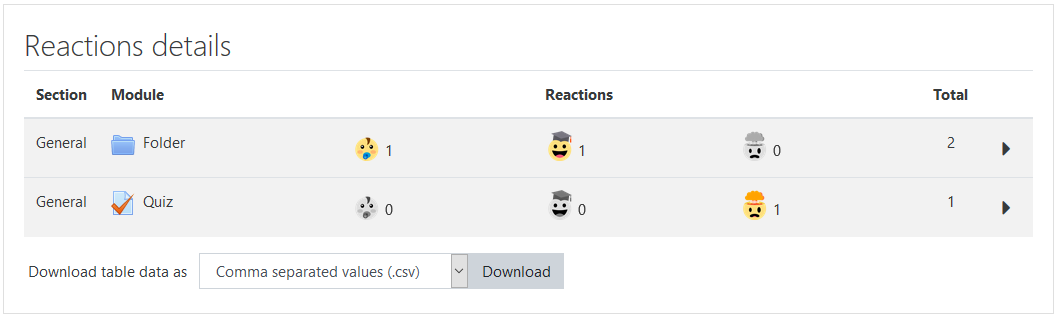 Reactions details
Section Module Reactions Total
General Folder 1 1 0 2
General Quiz 0 0 1 1
Download table data as Comma separated values (.csv) Download